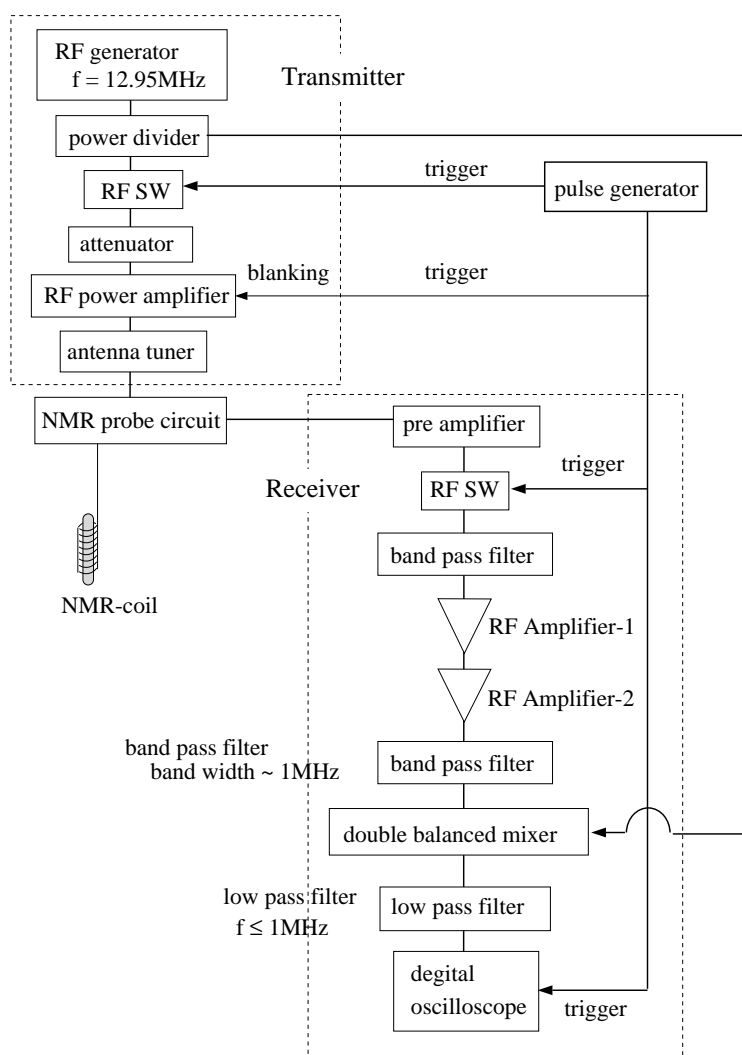 RF generator
f = 12.95MHz
Transmitter
power divider
trigger
RF SW
pulse generator
attenuator
blanking
trigger
RF power amplifier
antenna tuner
NMR probe circuit
pre amplifier
trigger
Receiver
RF SW
band pass filter
NMR-coil
RF Amplifier-1
RF Amplifier-2
band pass filter
band width ~ 1MHz
band pass filter
double balanced mixer
low pass filter
f ≤ 1MHz
low pass filter
degital
oscilloscope
trigger